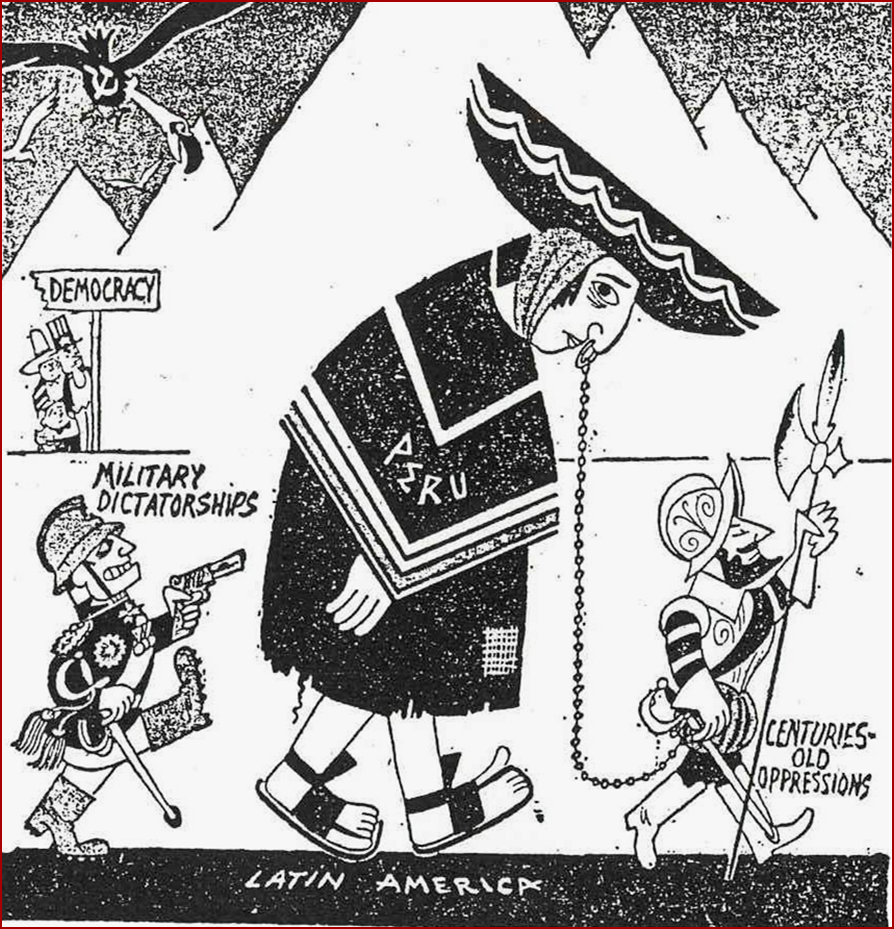 DEMOCRACY
MILITARY
DICTATORSHIPS
PERU
CENTURIES-
OLD
OPPRESSIONS
LATIN AMERICA